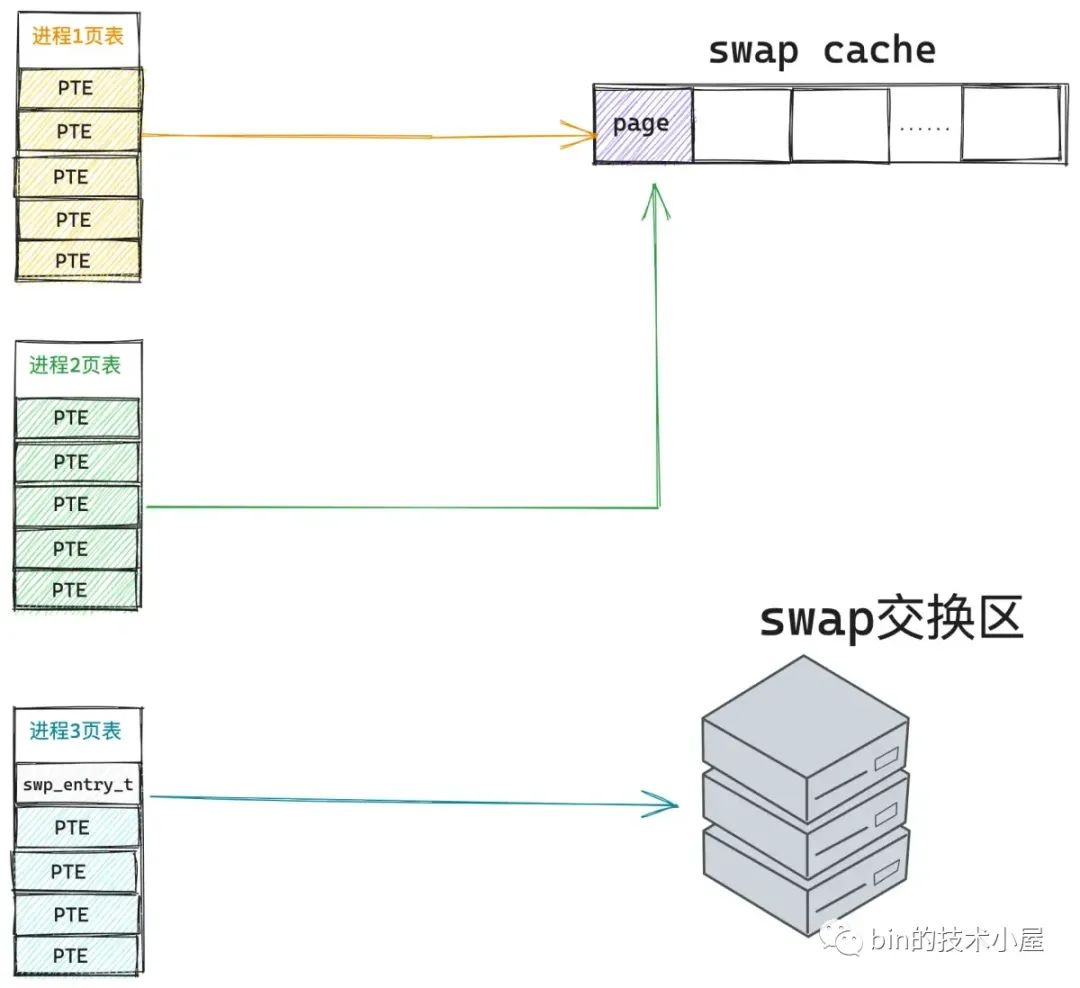 进程1页表
PTE
PTE
PTE
PTE
PTE
swap cache
page
......
进程2页表
PTE
PTE
PTE
PTE
PTE
swap交换区
进程3页表
swp_entry_t
PTE
PTE
PTE
PTE
bin的技术小屋